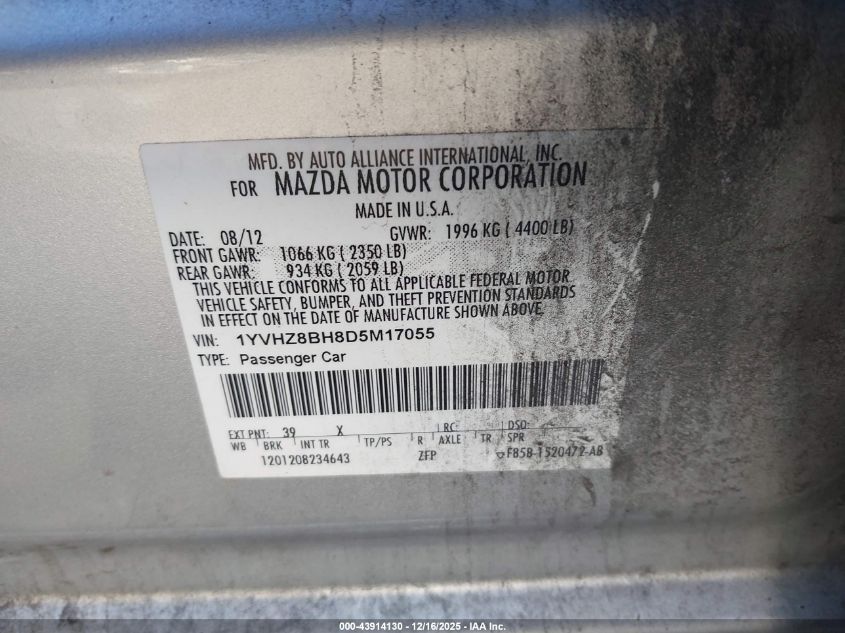 MFD. BY AUTO ALLIANCE INTERNATIONAL, INC.
FOR MAZDA MOTOR CORPORATION
MADE IN U.S.A.
DATE: 08/12 GVWR: 1996 KG ( 4400 LB)
FRONT GAWR: 1066 KG ( 2350 LB)
REAR GAWR: 934 KG ( 2059 LB)
THIS VEHICLE CONFORMS TO ALL APPLICABLE FEDERAL MOTOR
VEHICLE SAFETY, BUMPER, AND THEFT PREVENTION STANDARDS
IN EFFECT ON THE DATE OF MANUFACTURE SHOWN ABOVE.
VIN: 1YVHZ8BH8D5M17055
TYPE: Passenger Car
EXT PNT: 39 X RC: DSO:
WB BRK INT TR TP/PS R AXLE TR SPR
1201208234643 ZFP F85B-1520472-AB
000-43914130 - 12/16/2025 - IAA Inc.